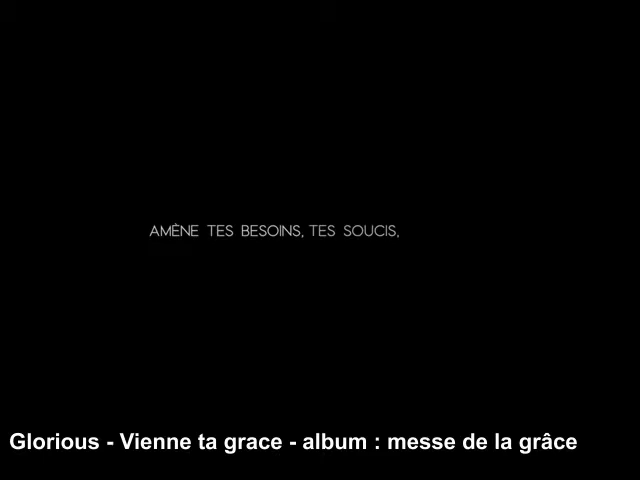 AMÈNE TES BESOINS, TES SOUCIS,
Glorious - Vienne ta grace - album : messe de la grâce